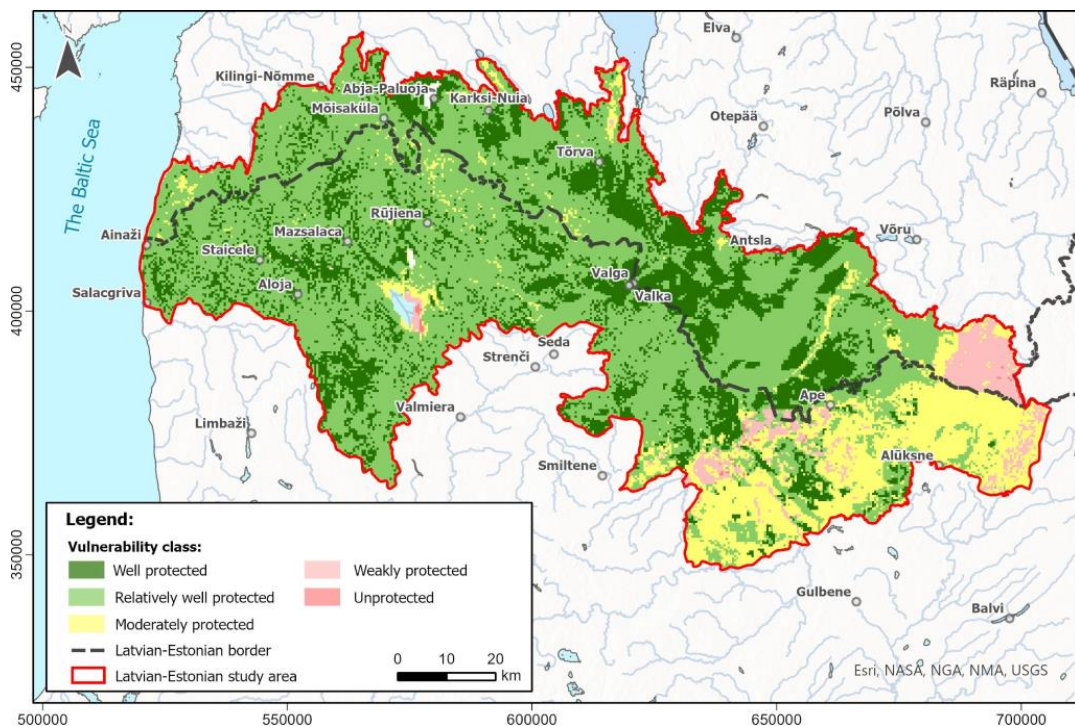 N
Elva
450000
Kilingi-Nõmme
Abja-Paluoja
Räpina
Karksi-Nuia
Mõisaküla
Otepää
Põlva
Tõrva
The Baltic Sea
Rūjiena
Ainaži
Mazsalaca
Staicele
Antsla
Võru
Valga
Aloja
Valka
Salacgriva
400000
Seda
Strenči
Ape
Valmiera
Limbaži
Alūksne
Smiltene
Legend:
Vulnerability class:
Well protected
Weakly protected
350000
Relatively well protected
Unprotected
Gulbene
Moderately protected
Balvi
Latvian-Estonian border
0 10 20
km
Latvian-Estonian study area
Esri, NASA, NGA, NMA, USGS
500000 550000 600000 650000 700000